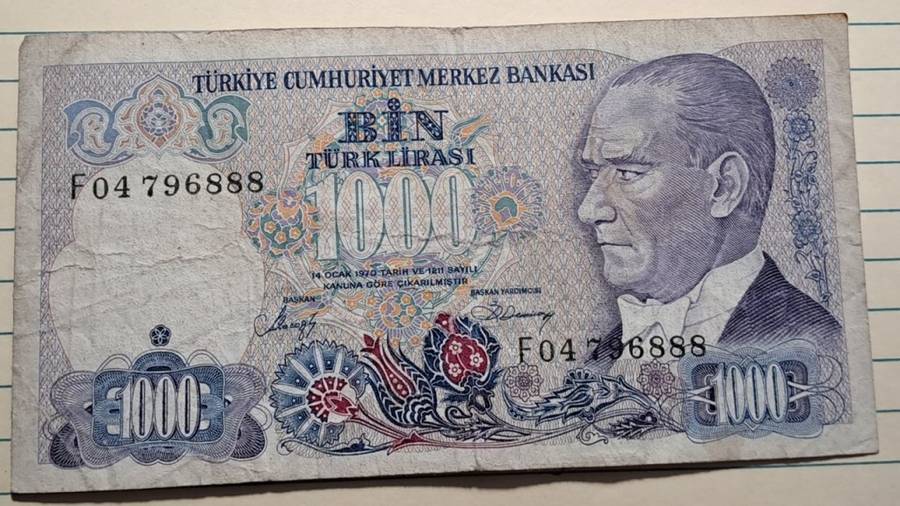 TÜRKİYE CUMHURİYET MERKEZ BANKASI
BİN
TÜRK LİRASI
F04 796888
1000
14 OCAK 1970 TARİH VE 1211 SAYILI
KANUNA GÖRE ÇIKARILMIŞTIR
BAŞKAN
BAŞKAN YARDIMCISI
F04 796888
1000
1000